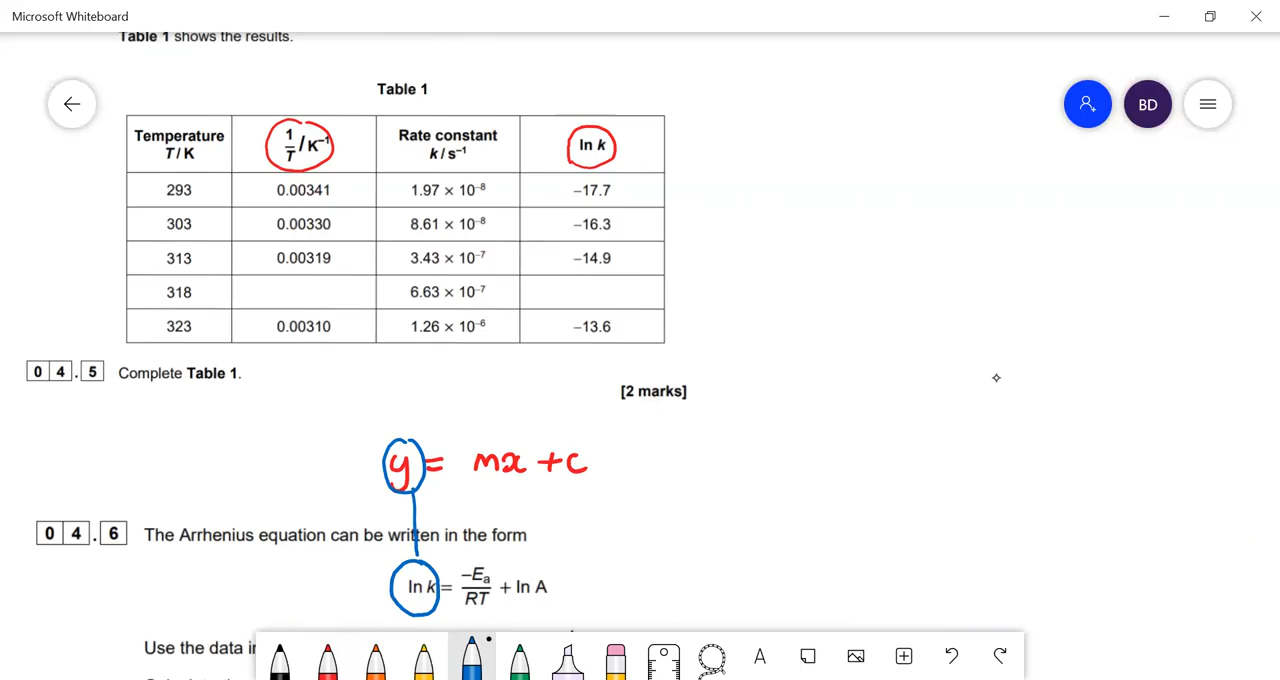 Microsoft Whiteboard
Table 1 shows the results.
BD
Table 1
Temperature T / K | 1/T / K⁻¹ | Rate constant k / s⁻¹ | ln k
293 | 0.00341 | 1.97 × 10⁻⁸ | −17.7
303 | 0.00330 | 8.61 × 10⁻⁸ | −16.3
313 | 0.00319 | 3.43 × 10⁻⁷ | −14.9
318 | | 6.63 × 10⁻⁷ |
323 | 0.00310 | 1.26 × 10⁻⁶ | −13.6
0 4 . 5 Complete Table 1.
[2 marks]
y = mx + c
0 4 . 6 The Arrhenius equation can be written in the form
ln k = −Eₐ/RT + ln A
Use the data
A